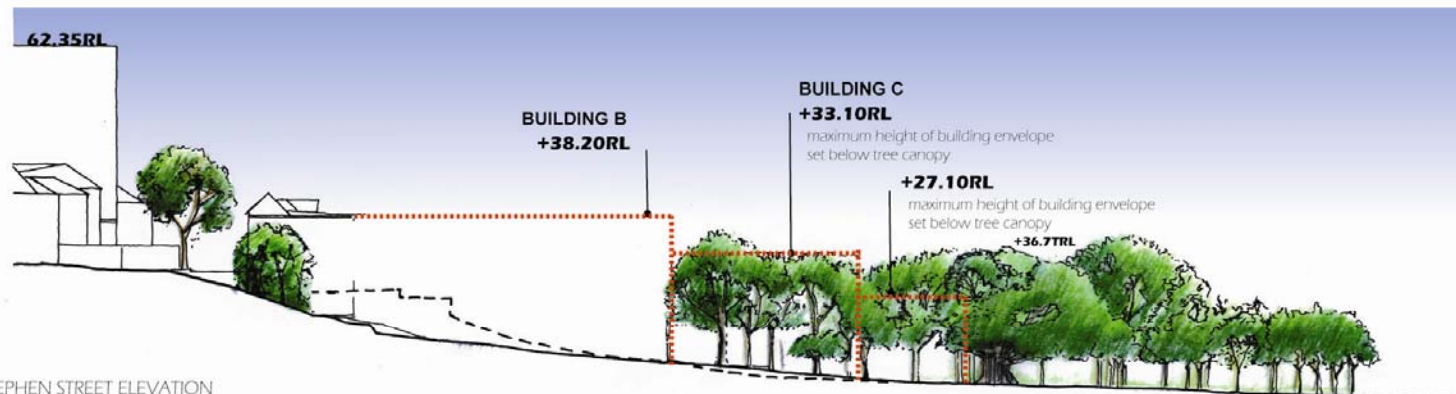 62.35RL
BUILDING B
+38.20RL
BUILDING C
+33.10RL
maximum height of building envelope
set below tree canopy
+27.10RL
maximum height of building envelope
set below tree canopy
+36.7TRL
EPHEN STREET ELEVATION